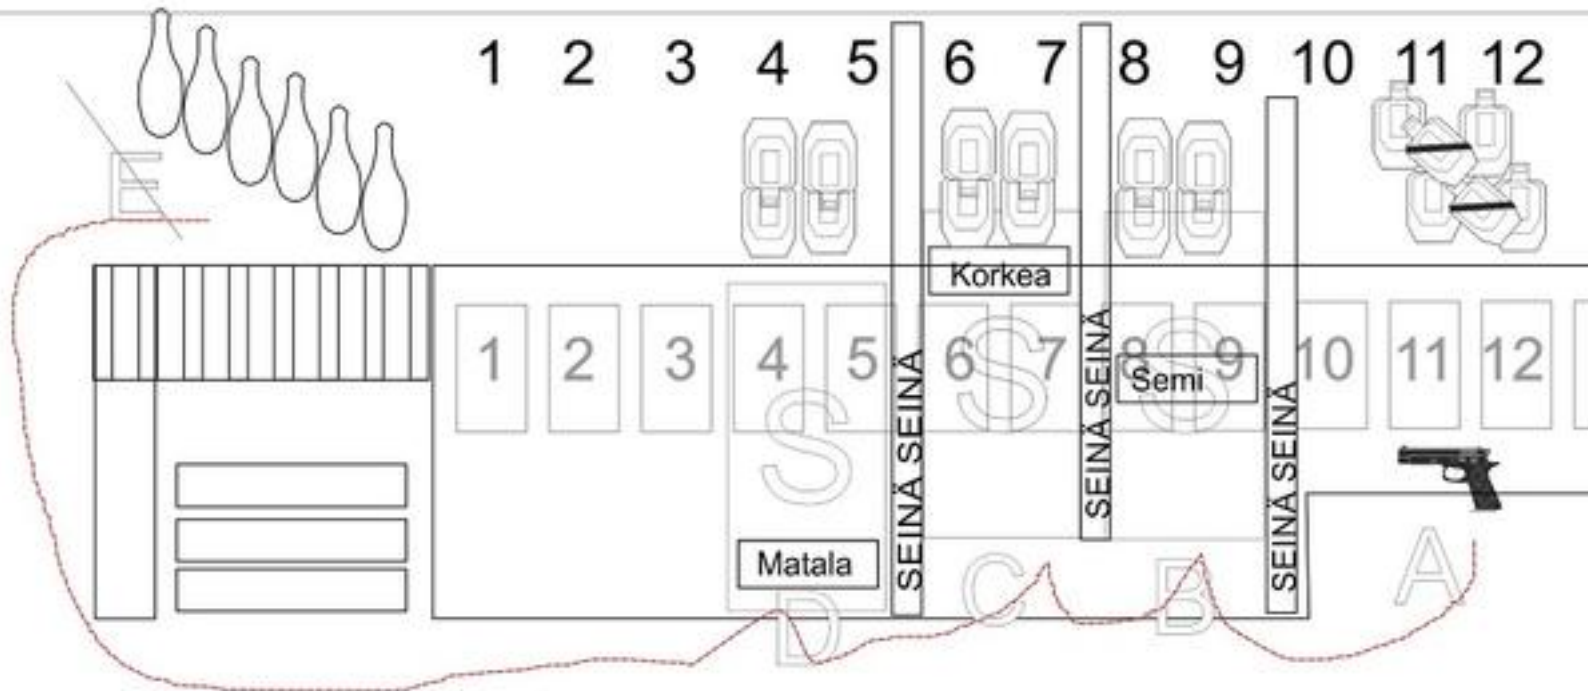 1 2 3 4 5 6 7 8 9 10 11 12
E
Korkea
1 2 3 4 5 6 7 8 9 10 11 12
S S S
Semi
SEINÄ SEINÄ
SEINÄ SEINÄ
SEINÄ SEINÄ
Matala
D C B A